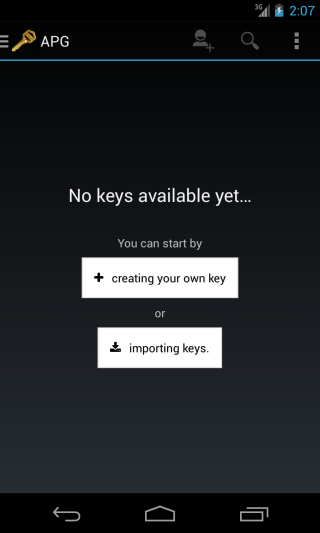 3G 2:07
APG
No keys available yet...
You can start by
creating your own key
or
importing keys.